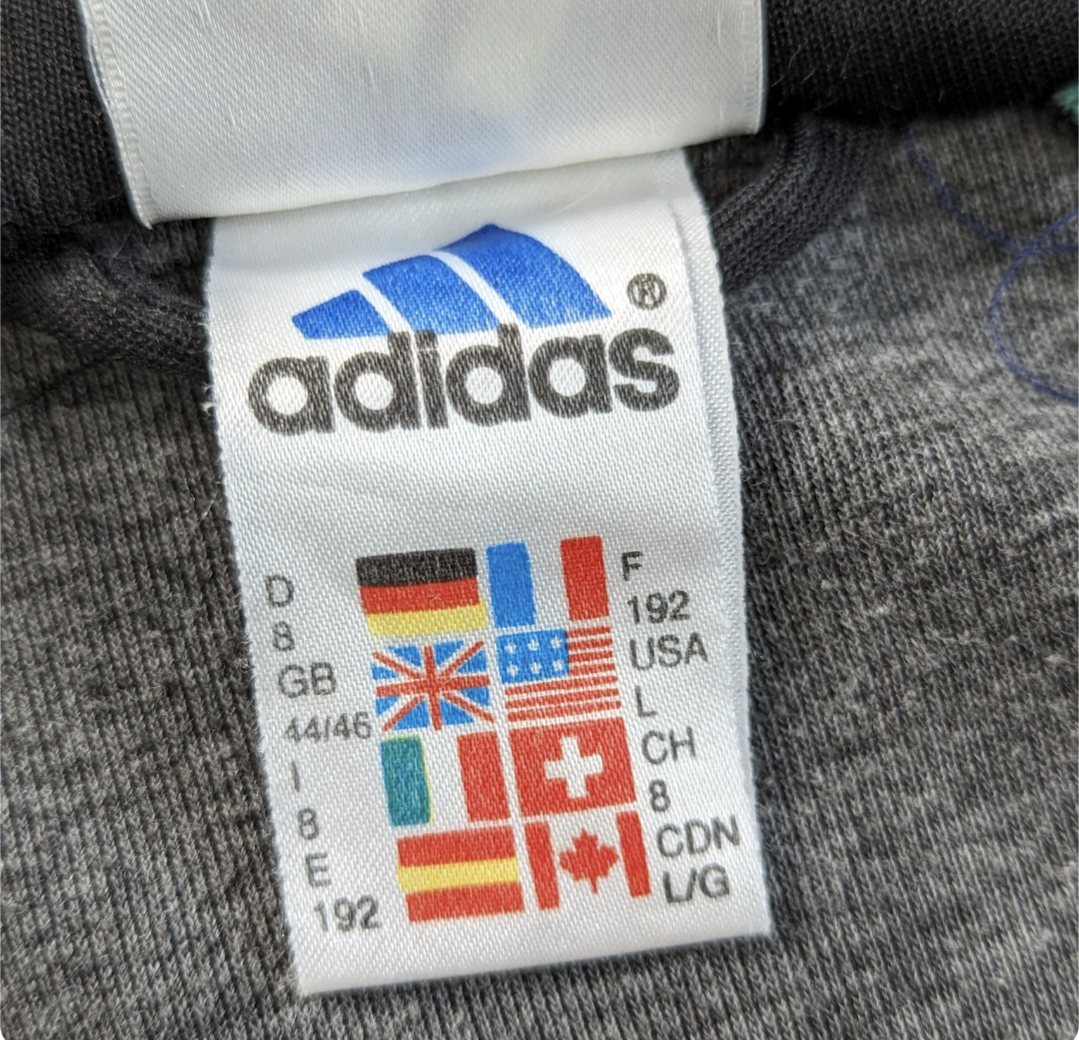 adidas®
D
8
GB
44/46
I
8
E
192
F
192
USA
L
CH
8
CDN
L/G